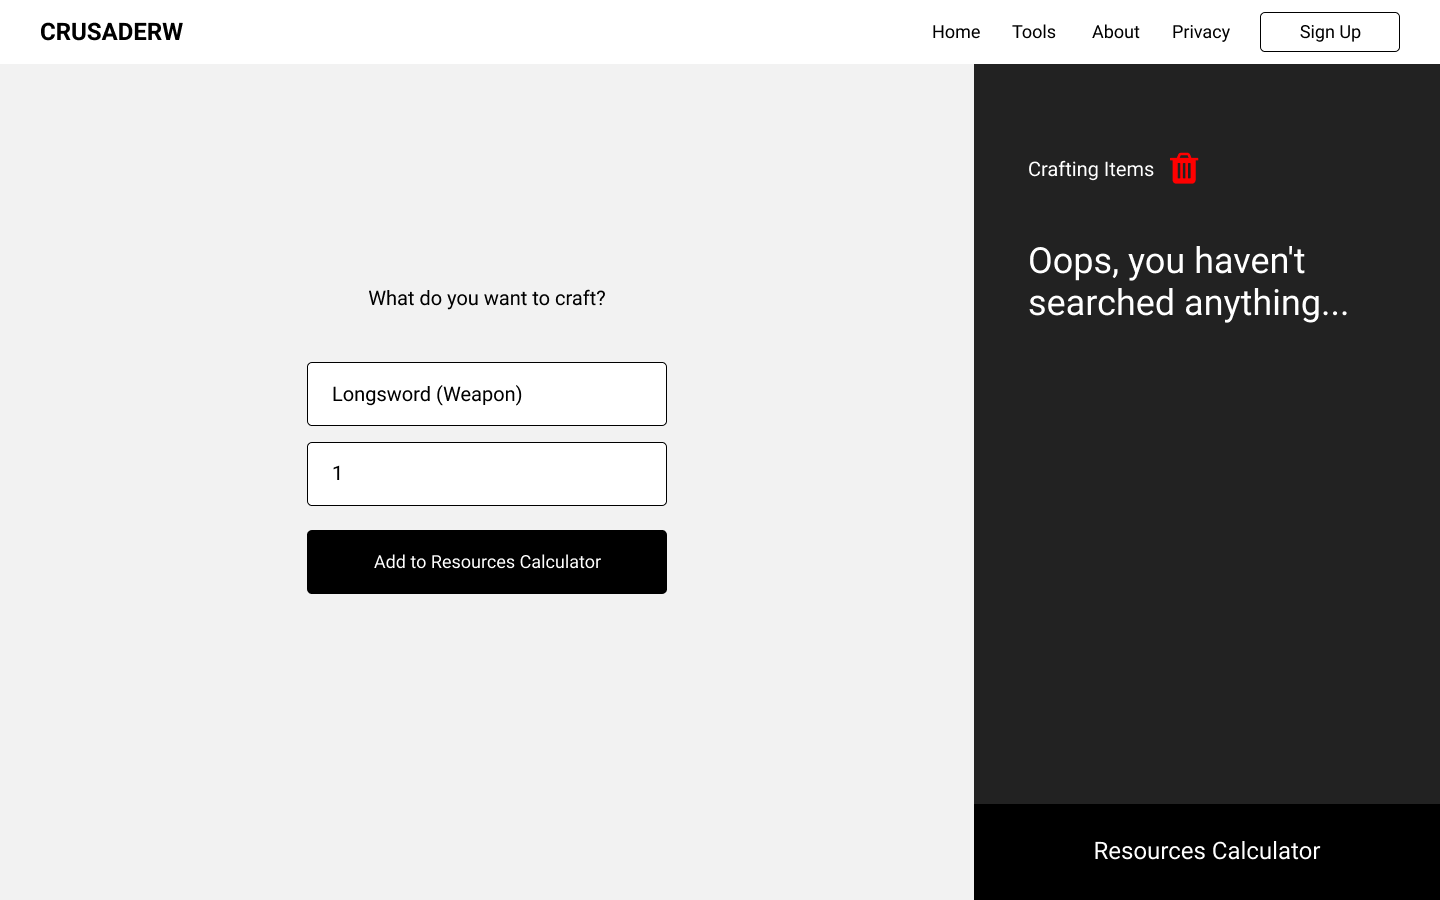 CRUSADERW
Home
Tools
About
Privacy
Sign Up
What do you want to craft?
Longsword (Weapon)
1
Add to Resources Calculator
Crafting Items
Oops, you haven't
searched anything...
Resources Calculator